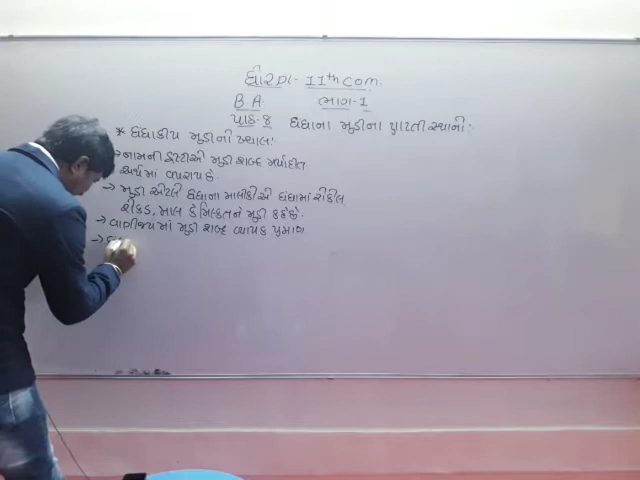 ધોરણ- 11th com.
BA ભાગ-1
પાઠ-8 ધંધાના મુડીના પ્રાપ્તી સ્થાનો:
* ધંધાકીય મુડીની ખ્યાલ:
→ નામની દ્રષ્ટીએ મુડી શબ્દ મર્યાદીત
અર્થમાં વપરાય છે
→ મુડી એટલે ધંધાના માલીકીએ ધંધામાં રોકેલ
રોકડ, માલ કે મિલ્કતને મુડી કહે છે.
→ વાણીજ્યમાં મુડી શબ્દ વ્યાપક પ્રમાણ
→